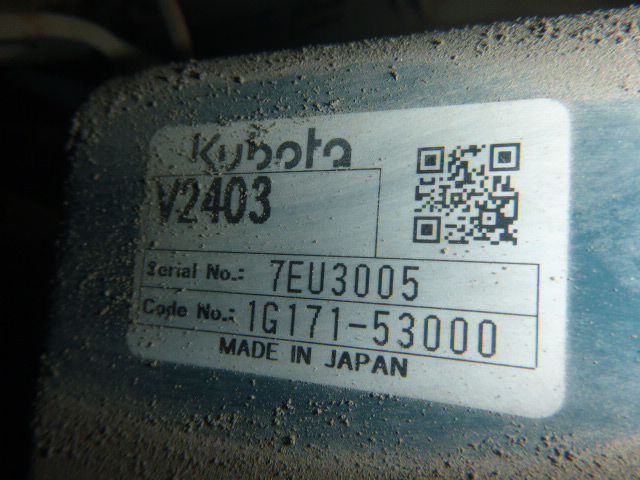 Kubota
V2403
Serial No.: 7EU3005
Code No.: 1G171-53000
MADE IN JAPAN